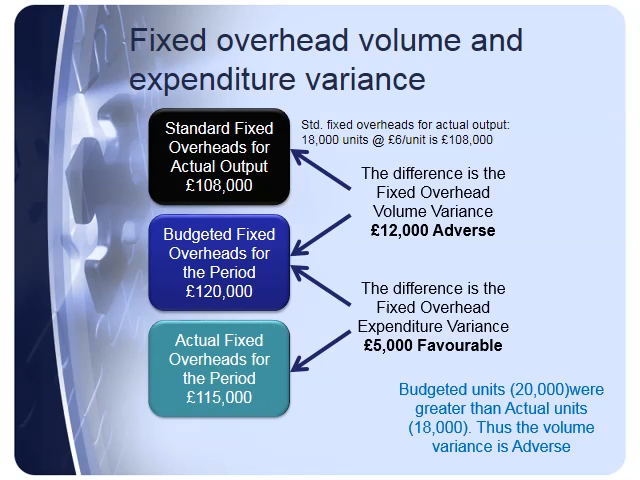 Fixed overhead volume and
expenditure variance
Standard Fixed
Overheads for
Actual Output
£108,000
Std. fixed overheads for actual output:
18,000 units @ £6/unit is £108,000
The difference is the
Fixed Overhead
Volume Variance
£12,000 Adverse
Budgeted Fixed
Overheads for
the Period
£120,000
The difference is the
Fixed Overhead
Expenditure Variance
£5,000 Favourable
Actual Fixed
Overheads for
the Period
£115,000
Budgeted units (20,000)were
greater than Actual units
(18,000). Thus the volume
variance is Adverse